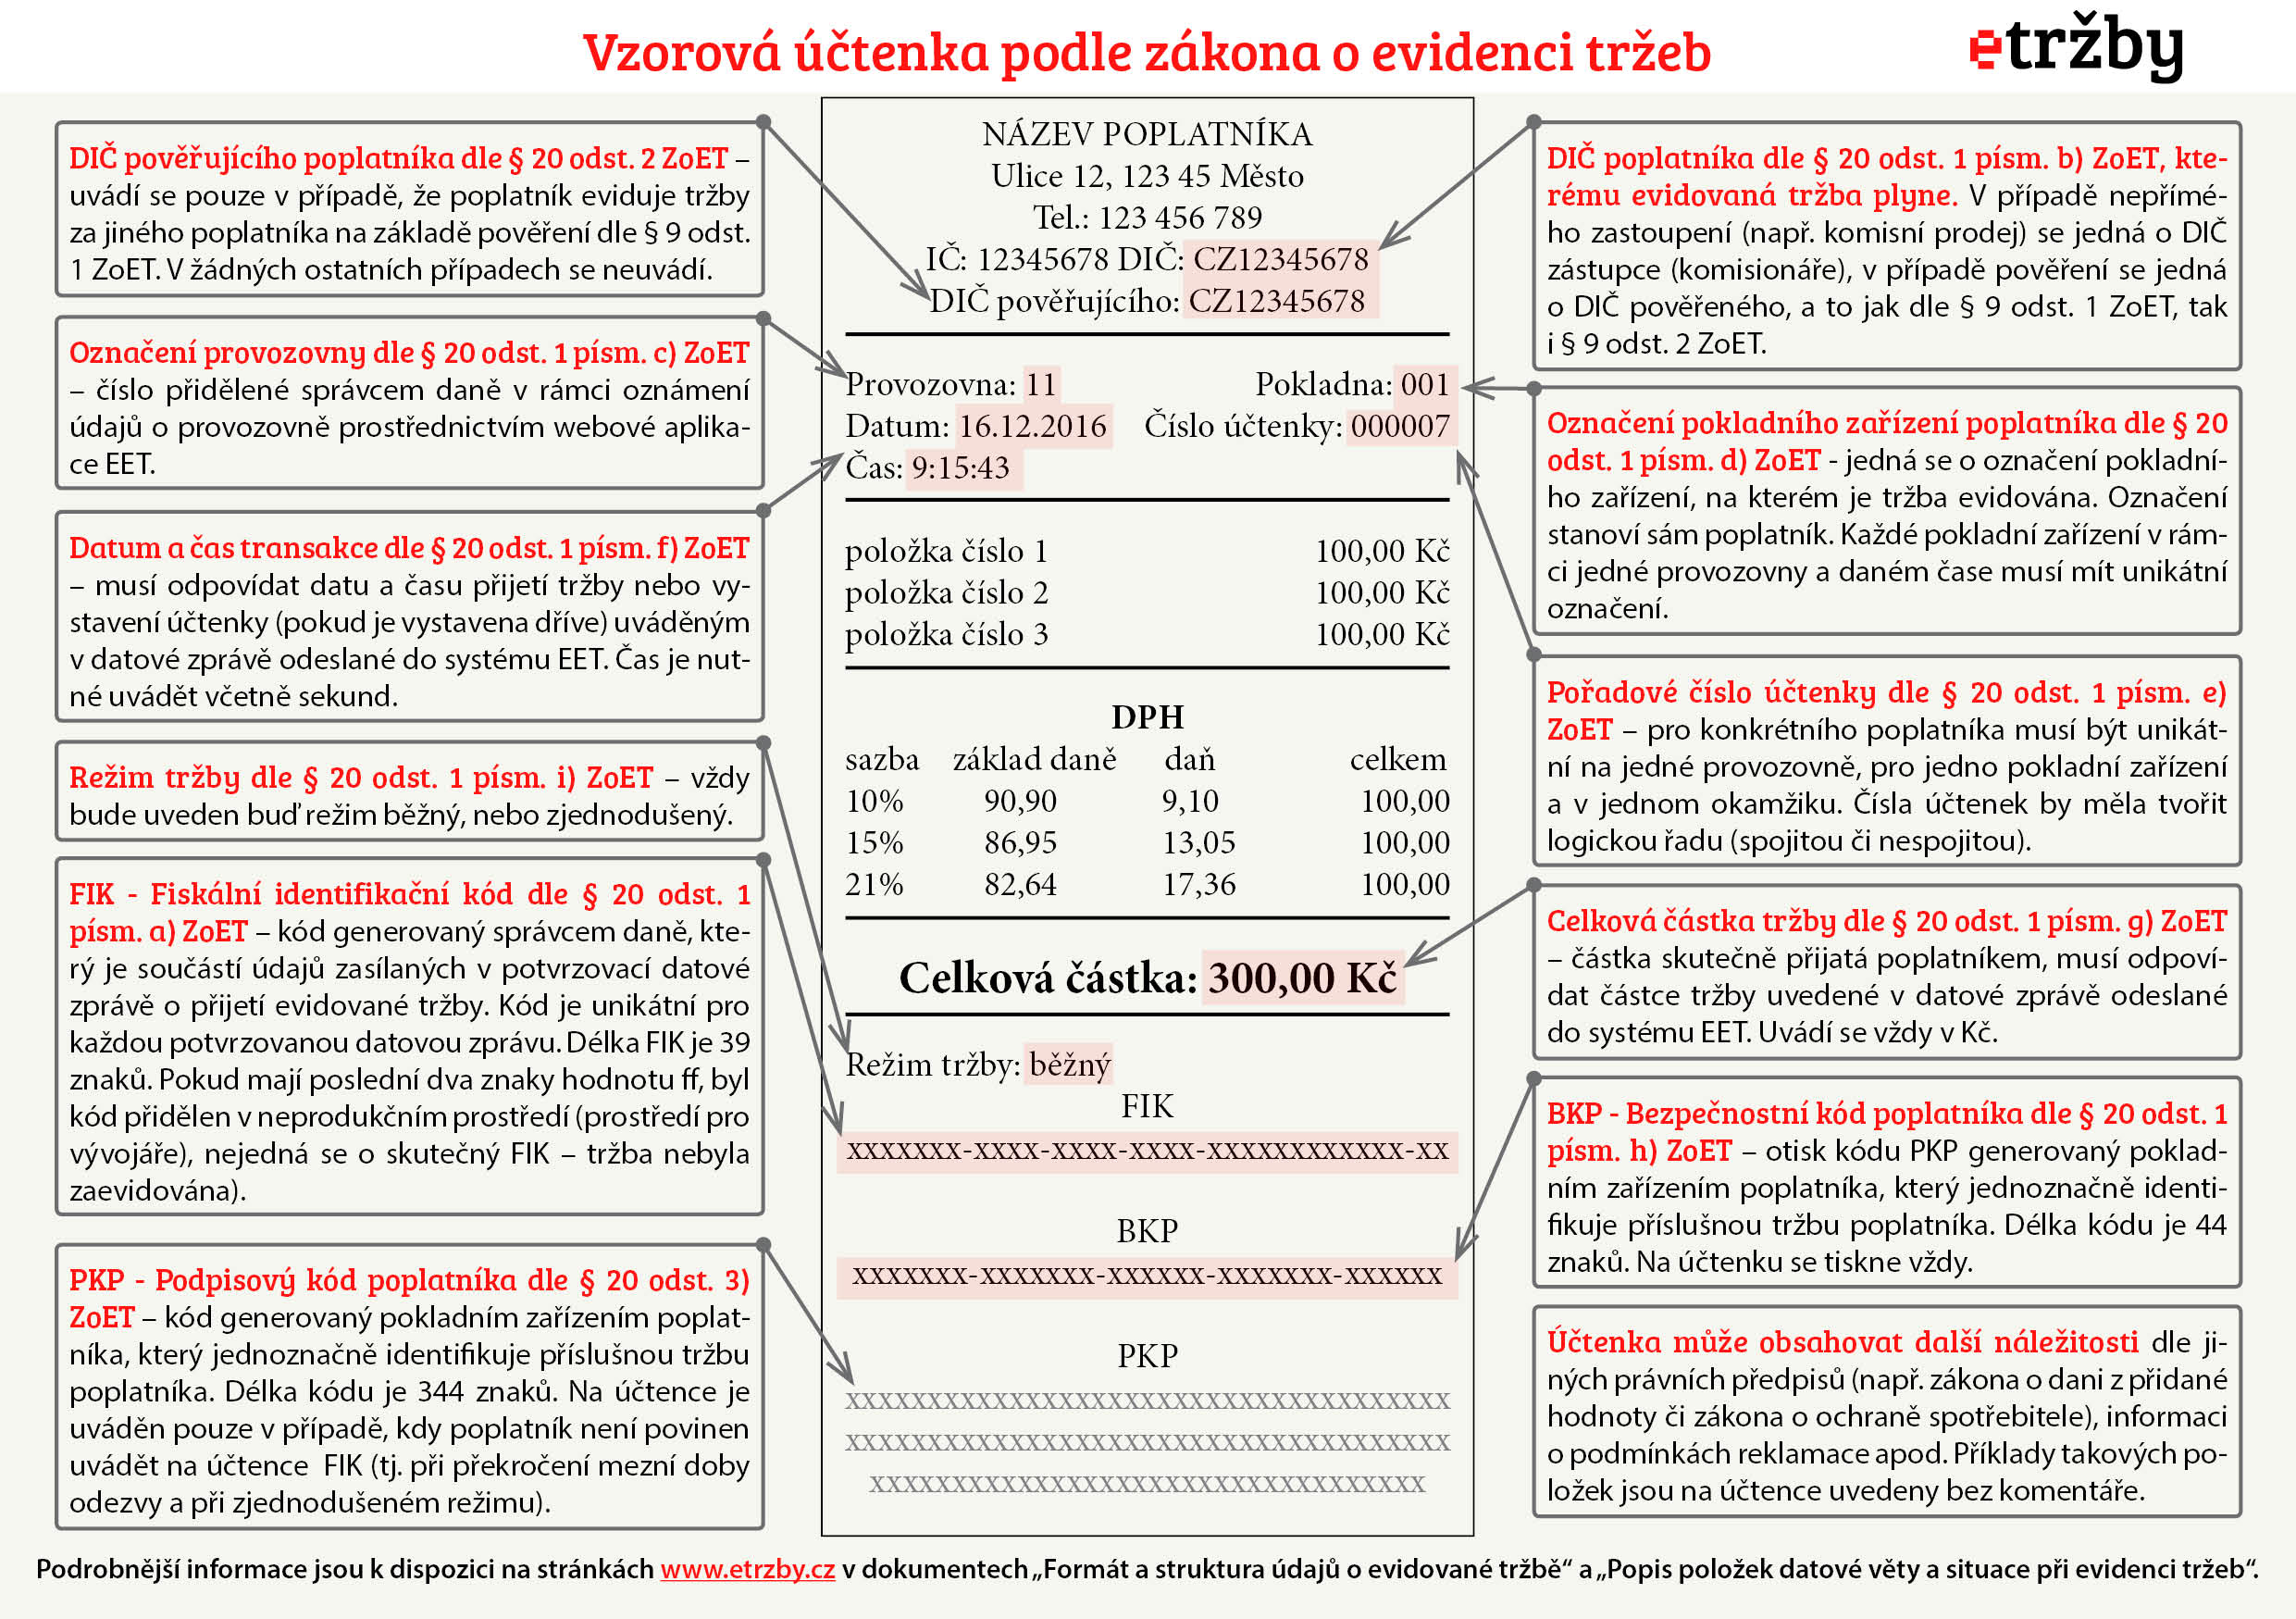 Vzorová účtenka podle zákona o evidenci tržeb
etržby
DIČ pověřujícího poplatníka dle § 20 odst. 2 ZoET –
uvádí se pouze v případě, že poplatník eviduje tržby
za jiného poplatníka na základě pověření dle § 9 odst.
1 ZoET. V žádných ostatních případech se neuvádí.
Označení provozovny dle § 20 odst. 1 písm. c) ZoET
– číslo přidělené správcem daně v rámci oznámení
údajů o provozovně prostřednictvím webové aplika-
ce EET.
Datum a čas transakce dle § 20 odst. 1 písm. f) ZoET
– musí odpovídat datu a času přijetí tržby nebo vy-
stavení účtenky (pokud je vystavena dříve) uváděným
v datové zprávě odeslané do systému EET. Čas je nut-
né uvádět včetně sekund.
Režim tržby dle § 20 odst. 1 písm. i) ZoET – vždy
bude uveden buď režim běžný, nebo zjednodušený.
FIK - Fiskální identifikační kód dle § 20 odst. 1
písm. a) ZoET – kód generovaný správcem daně, kte-
rý je součástí údajů zasílaných v potvrzovací datové
zprávě o přijetí evidované tržby. Kód je unikátní pro
každou potvrzovanou datovou zprávu. Délka FIK je 39
znaků. Pokud mají poslední dva znaky hodnotu ff, byl
kód přidělen v neprodukčním prostředí (prostředí pro
vývojáře), nejedná se o skutečný FIK – tržba nebyla
zaevidována).
PKP - Podpisový kód poplatníka dle § 20 odst. 3)
ZoET – kód generovaný pokladním zařízením poplat-
níka, který jednoznačně identifikuje příslušnou tržbu
poplatníka. Délka kódu je 344 znaků. Na účtence je
uváděn pouze v případě, kdy poplatník není povinen
uvádět na účtence FIK (tj. při překročení mezní doby
odezvy a při zjednodušeném režimu).
NÁZEV POPLATNÍKA
Ulice 12, 123 45 Město
Tel.: 123 456 789
IČ: 12345678 DIČ: CZ12345678
DIČ pověřujícího: CZ12345678
Provozovna: 11 Pokladna: 001
Datum: 16.12.2016 Číslo účtenky: 000007
Čas: 9:15:43
položka číslo 1 100,00 Kč
položka číslo 2 100,00 Kč
položka číslo 3 100,00 Kč
DPH
sazba základ daně daň celkem
10% 90,90 9,10 100,00
15% 86,95 13,05 100,00
21% 82,64 17,36 100,00
Celková částka: 300,00 Kč
Režim tržby: běžný
FIK
xxxxxxx-xxxx-xxxx-xxxx-xxxxxxxxxxxx-xx
BKP
xxxxxxx-xxxxxxx-xxxxxx-xxxxxxx-xxxxxx
PKP
xxxxxxxxxxxxxxxxxxxxxxxxxxxxxxxxxxxxx
xxxxxxxxxxxxxxxxxxxxxxxxxxxxxxxxxxxxx
xxxxxxxxxxxxxxxxxxxxxxxxxxxxxxxxxx
DIČ poplatníka dle § 20 odst. 1 písm. b) ZoET, kte-
rému evidovaná tržba plyne. V případě nepřímé-
ho zastoupení (např. komisní prodej) se jedná o DIČ
zástupce (komisionáře), v případě pověření se jedná
o DIČ pověřeného, a to jak dle § 9 odst. 1 ZoET, tak
i § 9 odst. 2 ZoET.
Označení pokladního zařízení poplatníka dle § 20
odst. 1 písm. d) ZoET - jedná se o označení pokladní-
ho zařízení, na kterém je tržba evidována. Označení
stanoví sám poplatník. Každé pokladní zařízení v rám-
ci jedné provozovny a daném čase musí mít unikátní
označení.
Pořadové číslo účtenky dle § 20 odst. 1 písm. e)
ZoET – pro konkrétního poplatníka musí být unikát-
ní na jedné provozovně, pro jedno pokladní zařízení
a v jednom okamžiku. Čísla účtenek by měla tvořit
logickou řadu (spojitou či nespojitou).
Celková částka tržby dle § 20 odst. 1 písm. g) ZoET
– částka skutečně přijatá poplatníkem, musí odpoví-
dat částce tržby uvedené v datové zprávě odeslané
do systému EET. Uvádí se vždy v Kč.
BKP - Bezpečnostní kód poplatníka dle § 20 odst. 1
písm. h) ZoET – otisk kódu PKP generovaný poklad-
ním zařízením poplatníka, který jednoznačně identi-
fikuje příslušnou tržbu poplatníka. Délka kódu je 44
znaků. Na účtenku se tiskne vždy.
Účtenka může obsahovat další náležitosti dle ji-
ných právních předpisů (např. zákona o dani z přidané
hodnoty či zákona o ochraně spotřebitele), informaci
o podmínkách reklamace apod. Příklady takových po-
ložek jsou na účtence uvedeny bez komentáře.
Podrobnější informace jsou k dispozici na stránkách www.etrzby.cz v dokumentech „Formát a struktura údajů o evidované tržbě“ a „Popis položek datové věty a situace při evidenci tržeb“.